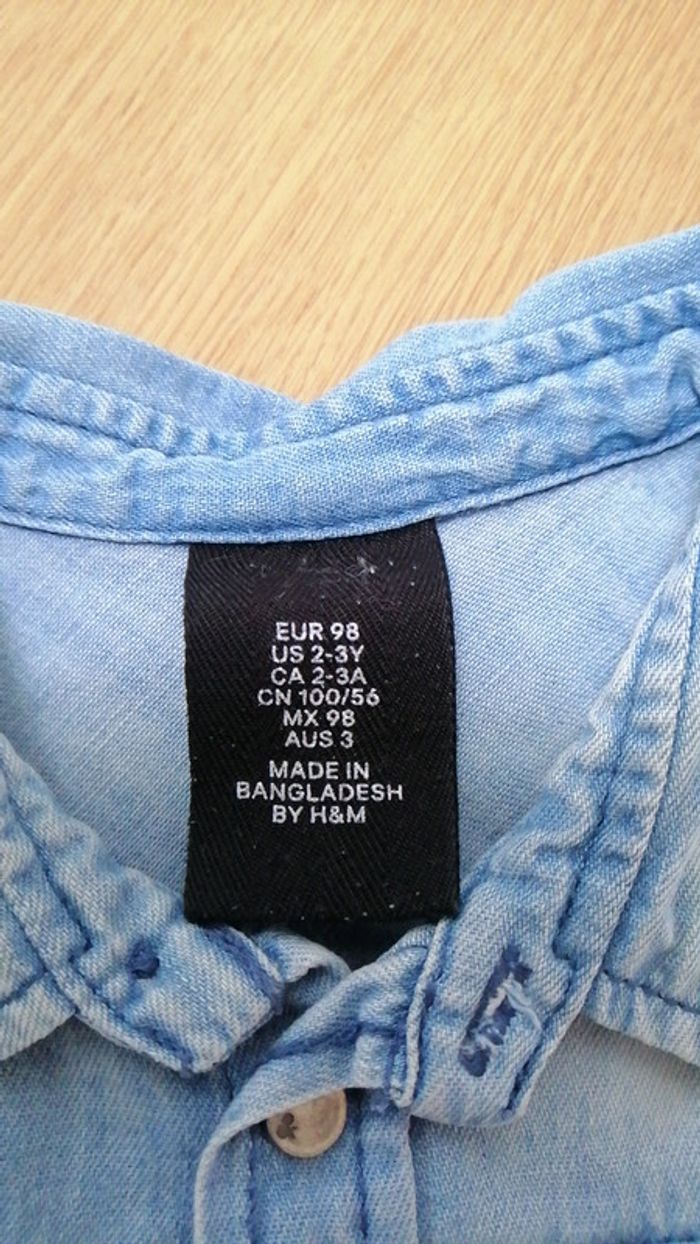 EUR 98
US 2-3Y
CA 2-3A
CN 100/56
MX 98
AUS 3
MADE IN
BANGLADESH
BY H&M